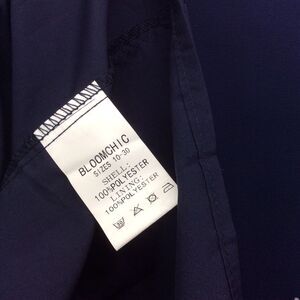 BLOOMCHIC
SIZES 10-30
SHELL:
100%POLYESTER
LINING:
100%POLYESTER